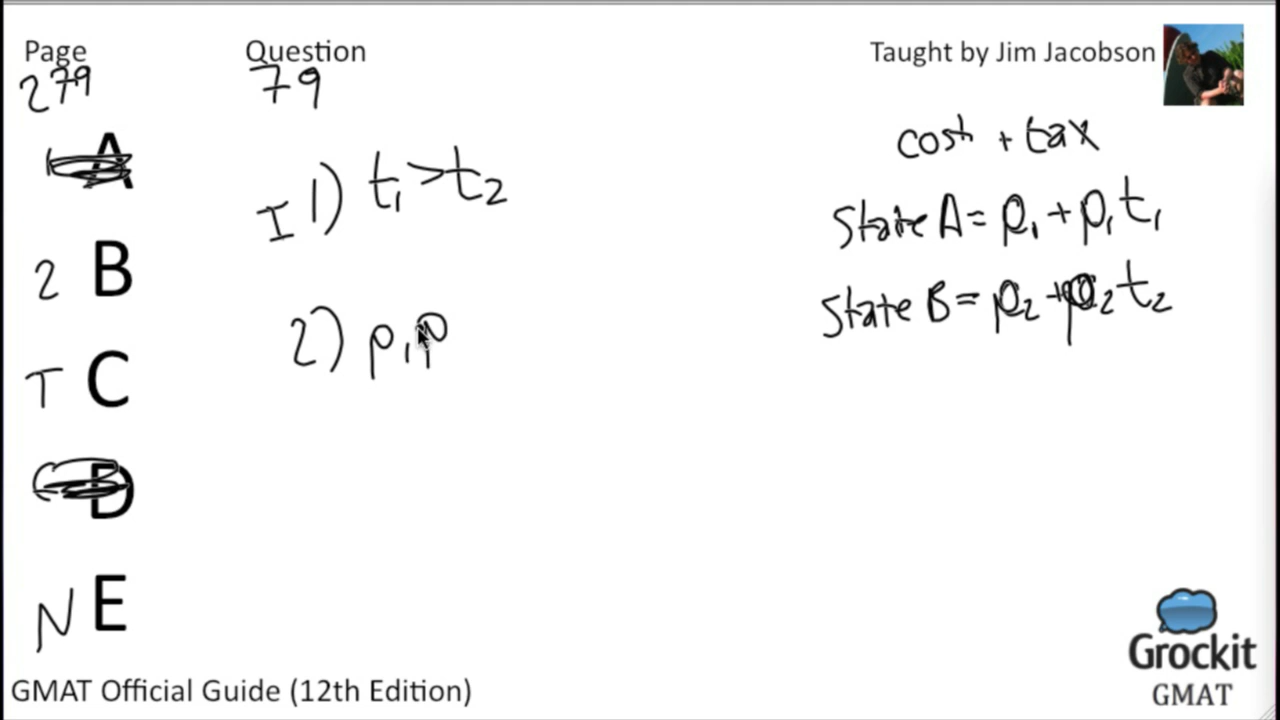 Page Question Taught by Jim Jacobson
279 79
cost + tax
A I 1) t₁ > t₂
State A = p₁ + p₁t₁
2 B
State B = p₂ + p₂t₂
2) p₁p
T C
D
N E
Grockit
GMAT
GMAT Official Guide (12th Edition)